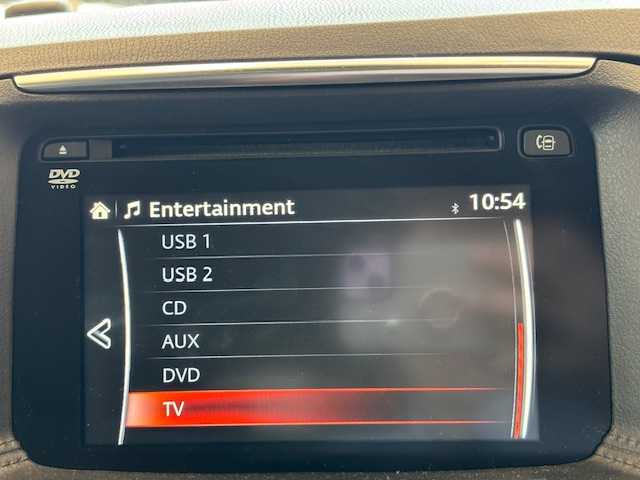 DVD
VIDEO
Entertainment 10:54
USB 1
USB 2
CD
AUX
DVD
TV